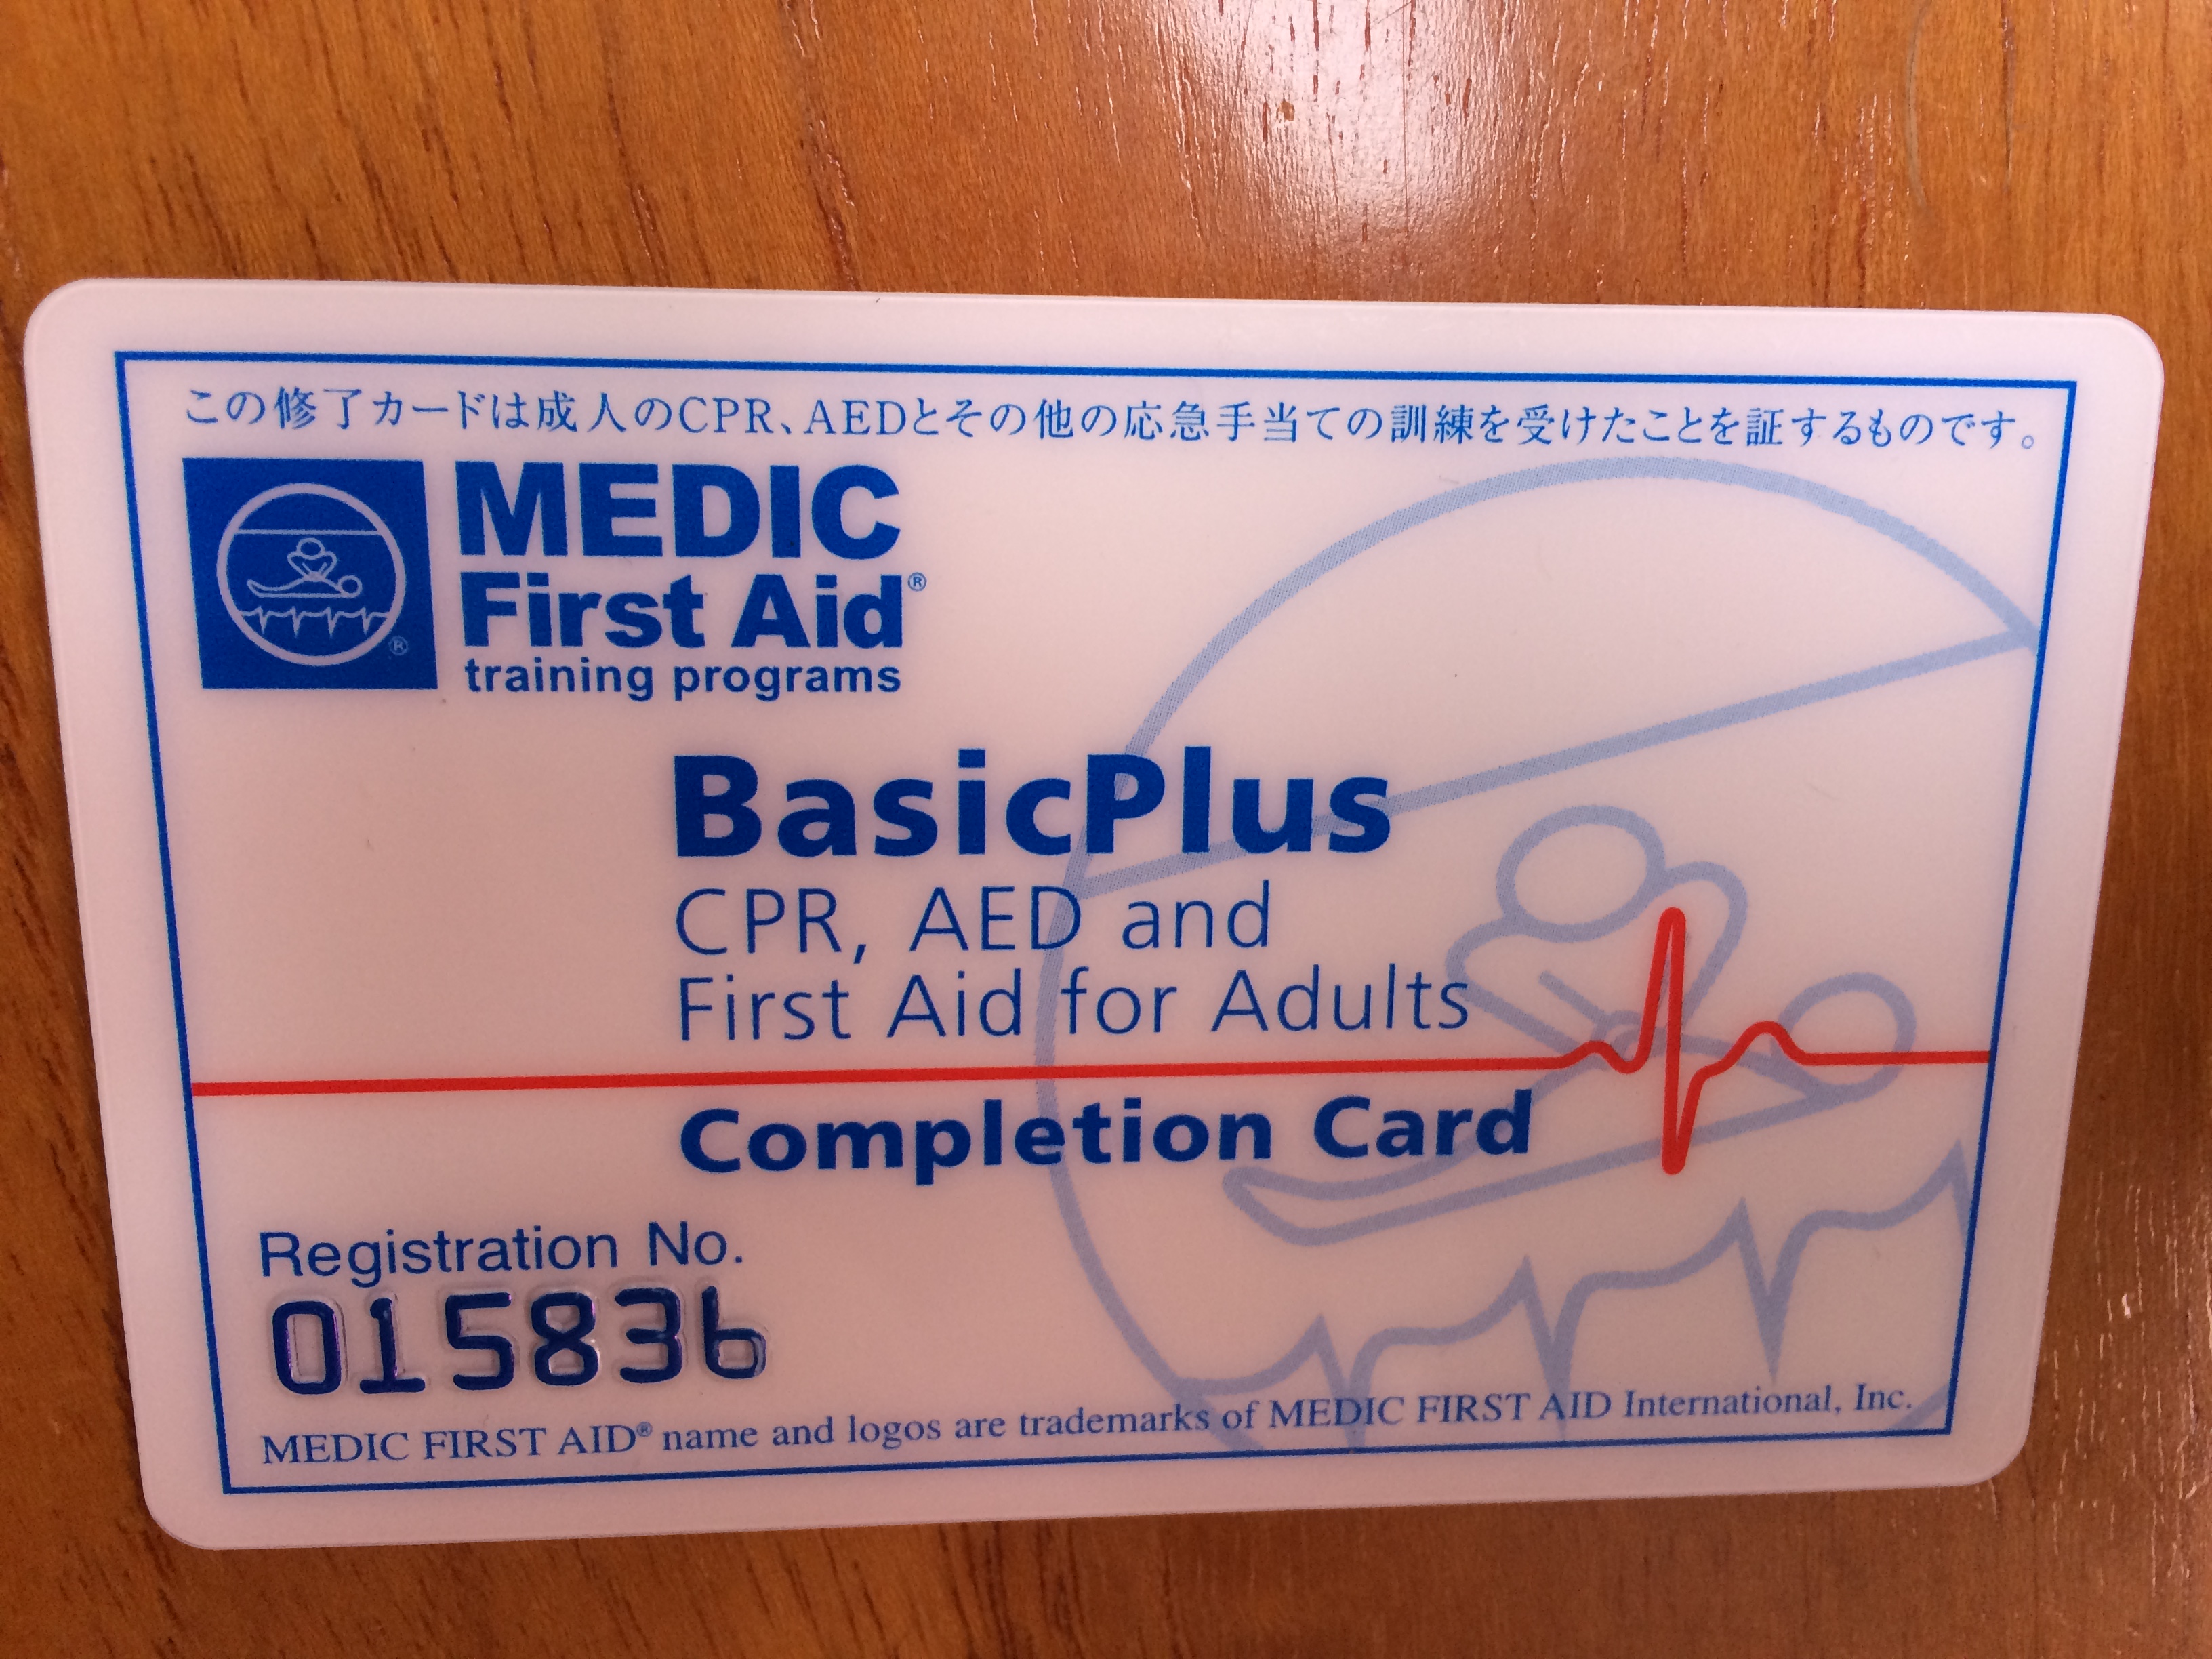 この修了カードは成人のCPR、AEDとその他の応急手当ての訓練を受けたことを証するものです。
MEDIC
First Aid®
training programs
®
BasicPlus
CPR, AED and
First Aid for Adults
Completion Card
Registration No.
015836
MEDIC FIRST AID® name and logos are trademarks of MEDIC FIRST AID International, Inc.